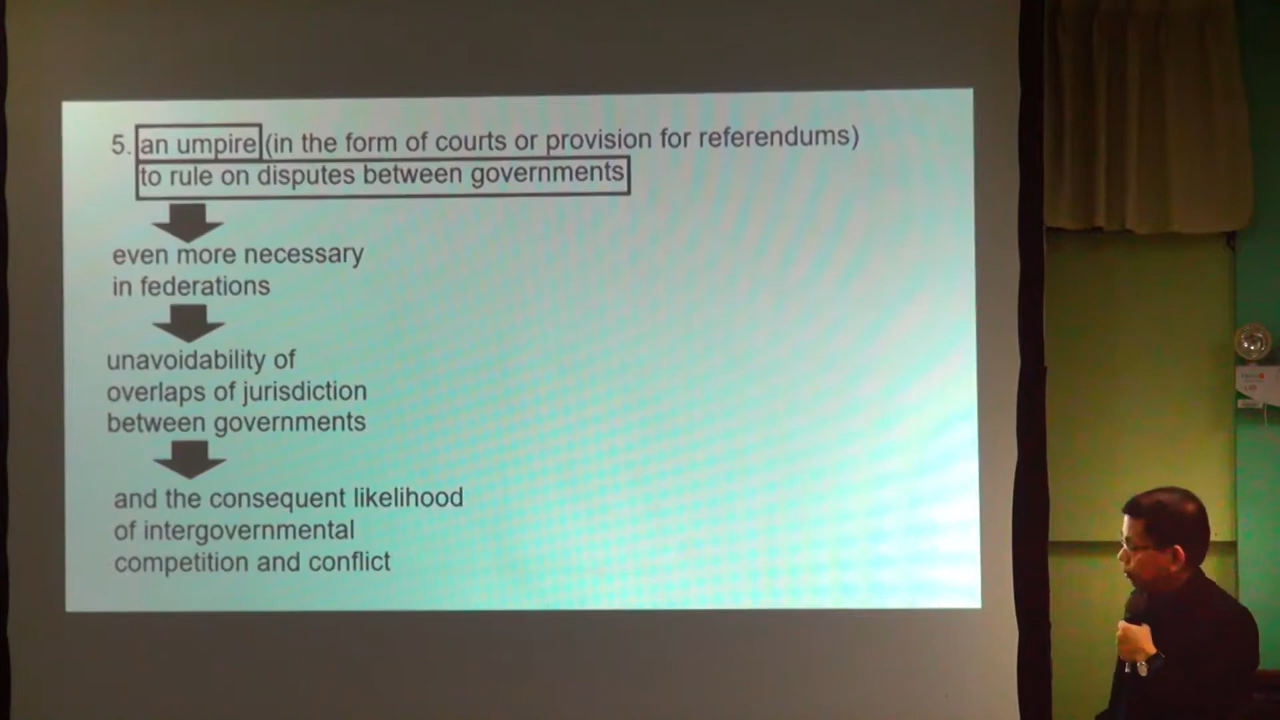 5. an umpire (in the form of courts or provision for referendums)
to rule on disputes between governments
even more necessary
in federations
unavoidability of
overlaps of jurisdiction
between governments
and the consequent likelihood
of intergovernmental
competition and conflict